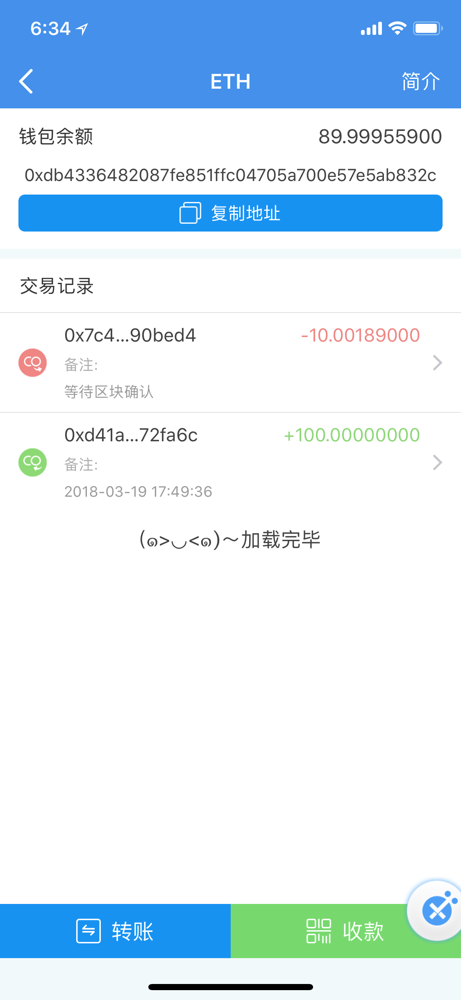 6:34
ETH
简介
钱包余额
89.99955900
0xdb4336482087fe851ffc04705a700e57e5ab832c
复制地址
交易记录
0x7c4...90bed4
-10.00189000
备注:
等待区块确认
0xd41a...72fa6c
+100.00000000
备注:
2018-03-19 17:49:36
(๑>◡<๑)～加载完毕
转账
收款